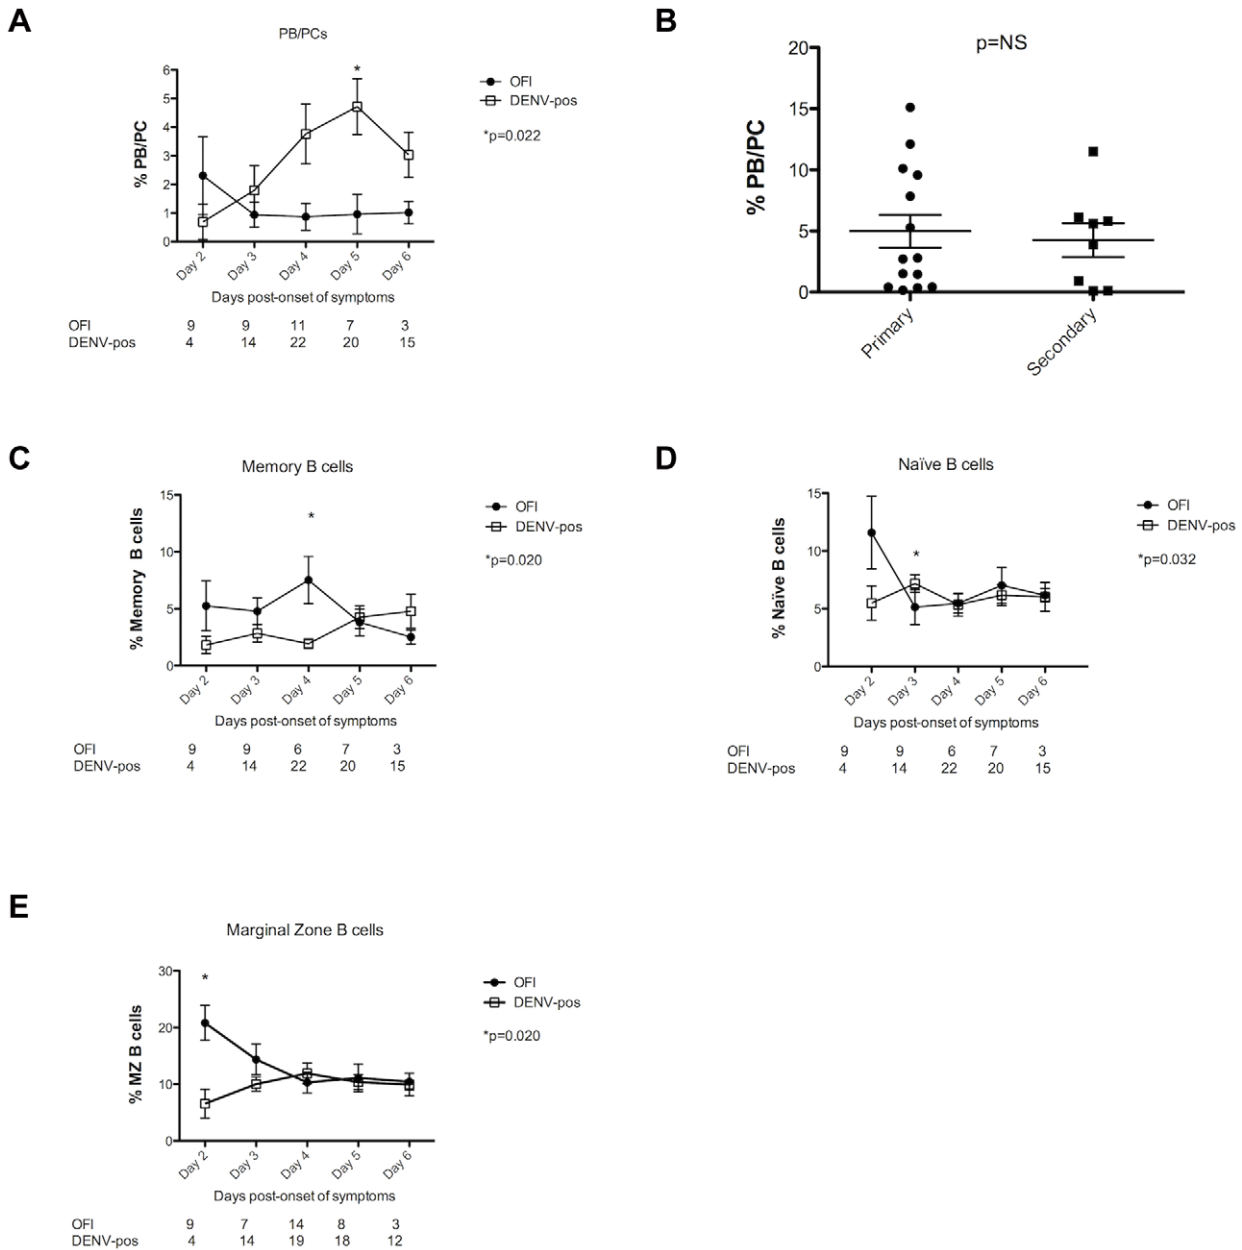 A
PB/PCs
% PB/PC
6
5
4
3
2
1
0
Day 2 Day 3 Day 4 Day 5 Day 6
Days post-onset of symptoms
*
OFI
DENV-pos
*p=0.022
OFI 9 9 11 7 3
DENV-pos 4 14 22 20 15
B
p=NS
% PB/PC
20
15
10
5
0
Primary Secondary
C
Memory B cells
% Memory B cells
15
10
5
0
Day 2 Day 3 Day 4 Day 5 Day 6
Days post-onset of symptoms
*
OFI
DENV-pos
*p=0.020
OFI 9 9 6 7 3
DENV-pos 4 14 22 20 15
D
Naïve B cells
% Naïve B cells
15
10
5
0
Day 2 Day 3 Day 4 Day 5 Day 6
Days post-onset of symptoms
*
OFI
DENV-pos
*p=0.032
OFI 9 9 6 7 3
DENV-pos 4 14 22 20 15
E
Marginal Zone B cells
% MZ B cells
30
20
10
0
Day 2 Day 3 Day 4 Day 5 Day 6
Days post-onset of symptoms
*
OFI
DENV-pos
*p=0.020
OFI 9 7 14 8 3
DENV-pos 4 14 19 18 12